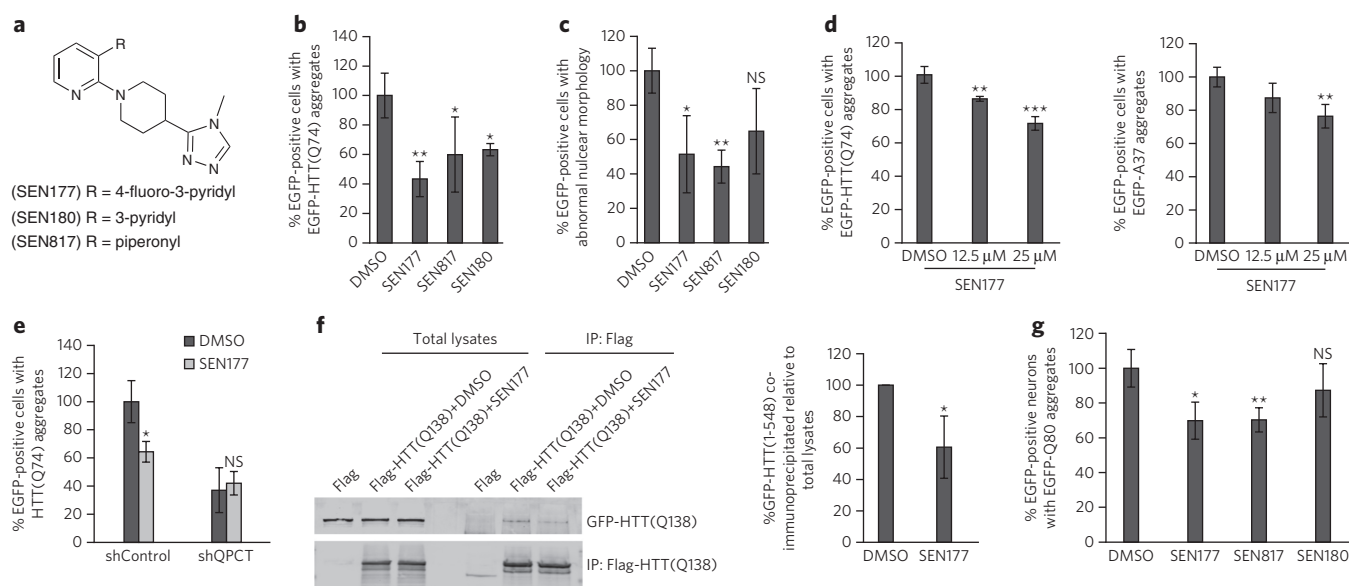 a
R
N
N
N
N
N
(SEN177) R = 4-fluoro-3-pyridyl
(SEN180) R = 3-pyridyl
(SEN817) R = piperonyl
b
% EGFP-positive cells with
EGFP-HTT(Q74) aggregates
140
120
100
80
60
40
20
0
**
*
*
DMSO
SEN177
SEN817
SEN180
c
% EGFP-positive cells with
abnormal nulcear morphology
120
100
80
60
40
20
0
*
**
NS
DMSO
SEN177
SEN817
SEN180
d
% EGFP-positive cells with
EGFP-HTT(Q74) aggregates
120
100
80
60
40
20
0
**
***
DMSO 12.5 μM 25 μM
SEN177
% EGFP-positive cells with
EGFP-A37 aggregates
120
100
80
60
40
20
0
**
DMSO 12.5 μM 25 μM
SEN177
e
% EGFP-positive cells with
HTT(Q74) aggregates
140
120
100
80
60
40
20
0
DMSO
SEN177
*
NS
shControl shQPCT
f
Total lysates
IP: Flag
Flag
Flag-HTT(Q138)+DMSO
Flag-HTT(Q138)+SEN177
Flag
Flag-HTT(Q138)+DMSO
Flag-HTT(Q138)+SEN177
GFP-HTT(Q138)
IP: Flag-HTT(Q138)
%GFP-HTT(1-548) co-
immunoprecipitated relative to
total lysates
120
100
80
60
40
20
0
*
DMSO SEN177
g
% EGFP-positive neurons
with EGFP-Q80 aggregates
120
100
80
60
40
20
0
*
**
NS
DMSO SEN177 SEN817 SEN180